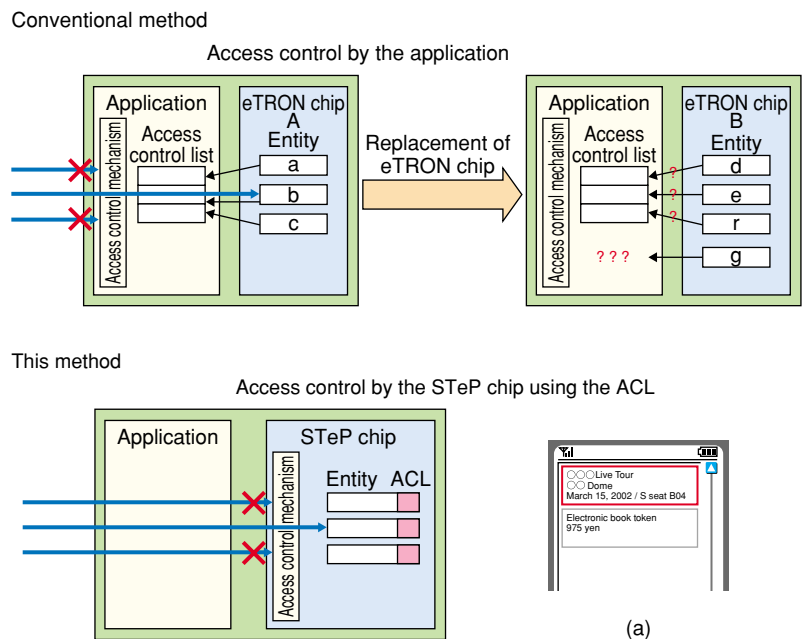 Conventional method
Access control by the application
Application
Access control mechanism
Access
control list
eTRON chip
A
Entity
a
b
c
Replacement of
eTRON chip
Application
Access control mechanism
Access
control list
eTRON chip
B
Entity
?
d
?
e
?
r
? ? ?
g
This method
Access control by the STeP chip using the ACL
Application
STeP chip
Access control mechanism
Entity ACL
○○○Live Tour
○○ Dome
March 15, 2002 / S seat B04
Electronic book token
975 yen
(a)